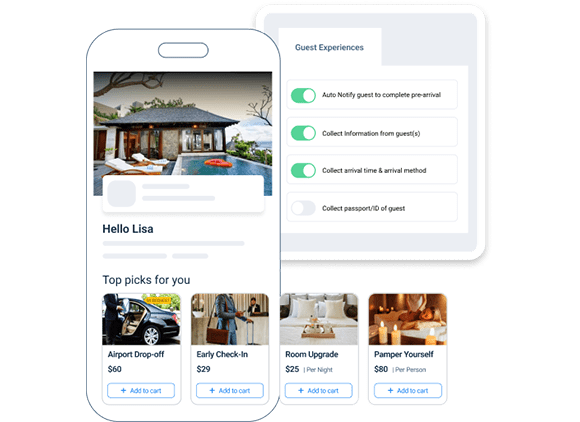 Guest Experiences
Auto Notify guest to complete pre-arrival
Collect Information from guest(s)
Collect arrival time & arrival method
Collect passport/ID of guest
Hello Lisa
Top picks for you
Airport Drop-off
$60
+ Add to cart
Early Check-In
$29
+ Add to cart
Room Upgrade
$25 | Per Night
+ Add to cart
Pamper Yourself
$80 | Per Person
+ Add to cart